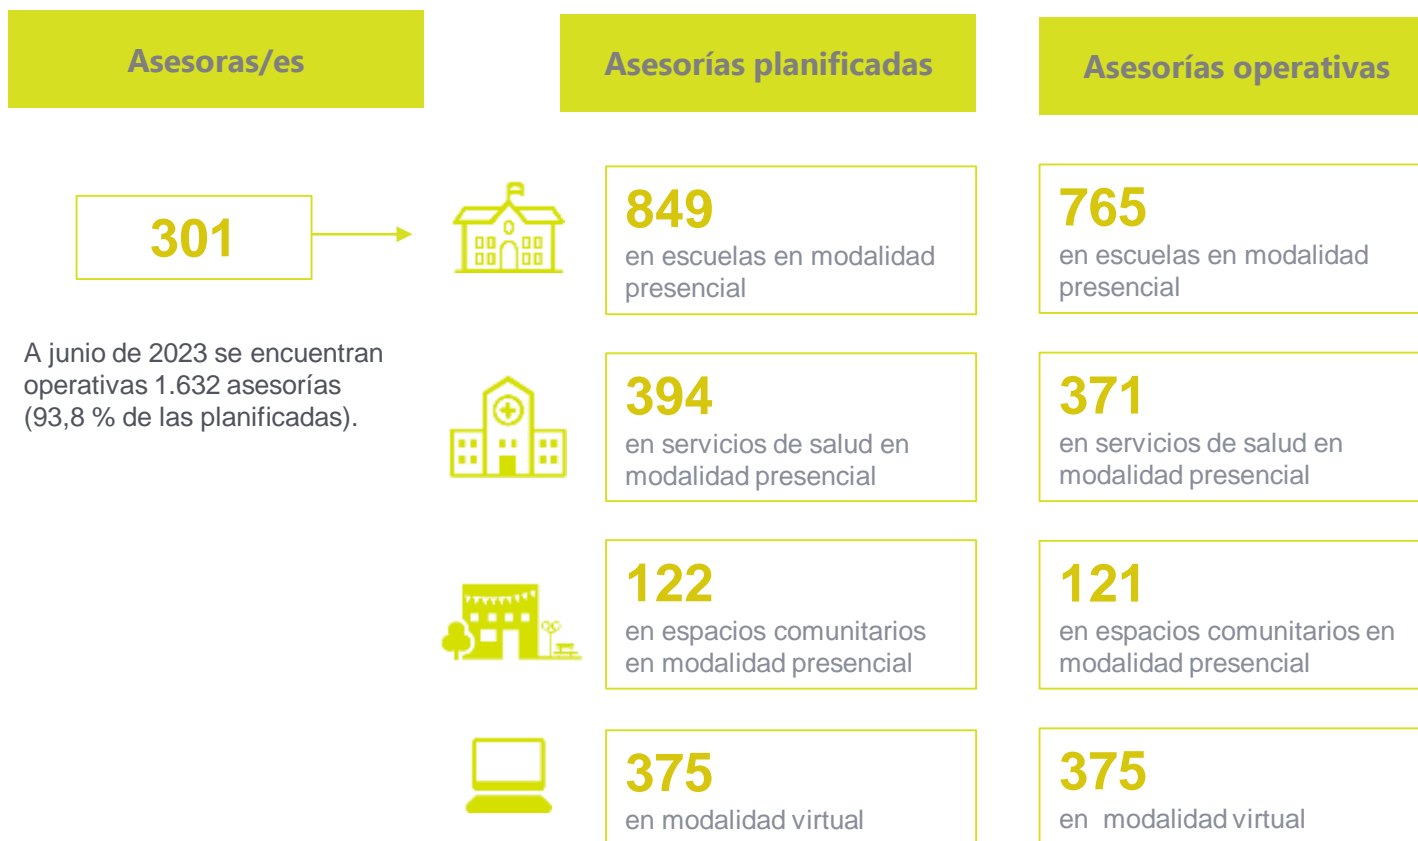 Asesoras/es
Asesorías planificadas
Asesorías operativas
301
A junio de 2023 se encuentran
operativas 1.632 asesorías
(93,8 % de las planificadas).
849
en escuelas en modalidad
presencial
765
en escuelas en modalidad
presencial
394
en servicios de salud en
modalidad presencial
371
en servicios de salud en
modalidad presencial
122
en espacios comunitarios
en modalidad presencial
121
en espacios comunitarios en
modalidad presencial
375
en modalidad virtual
375
en modalidad virtual